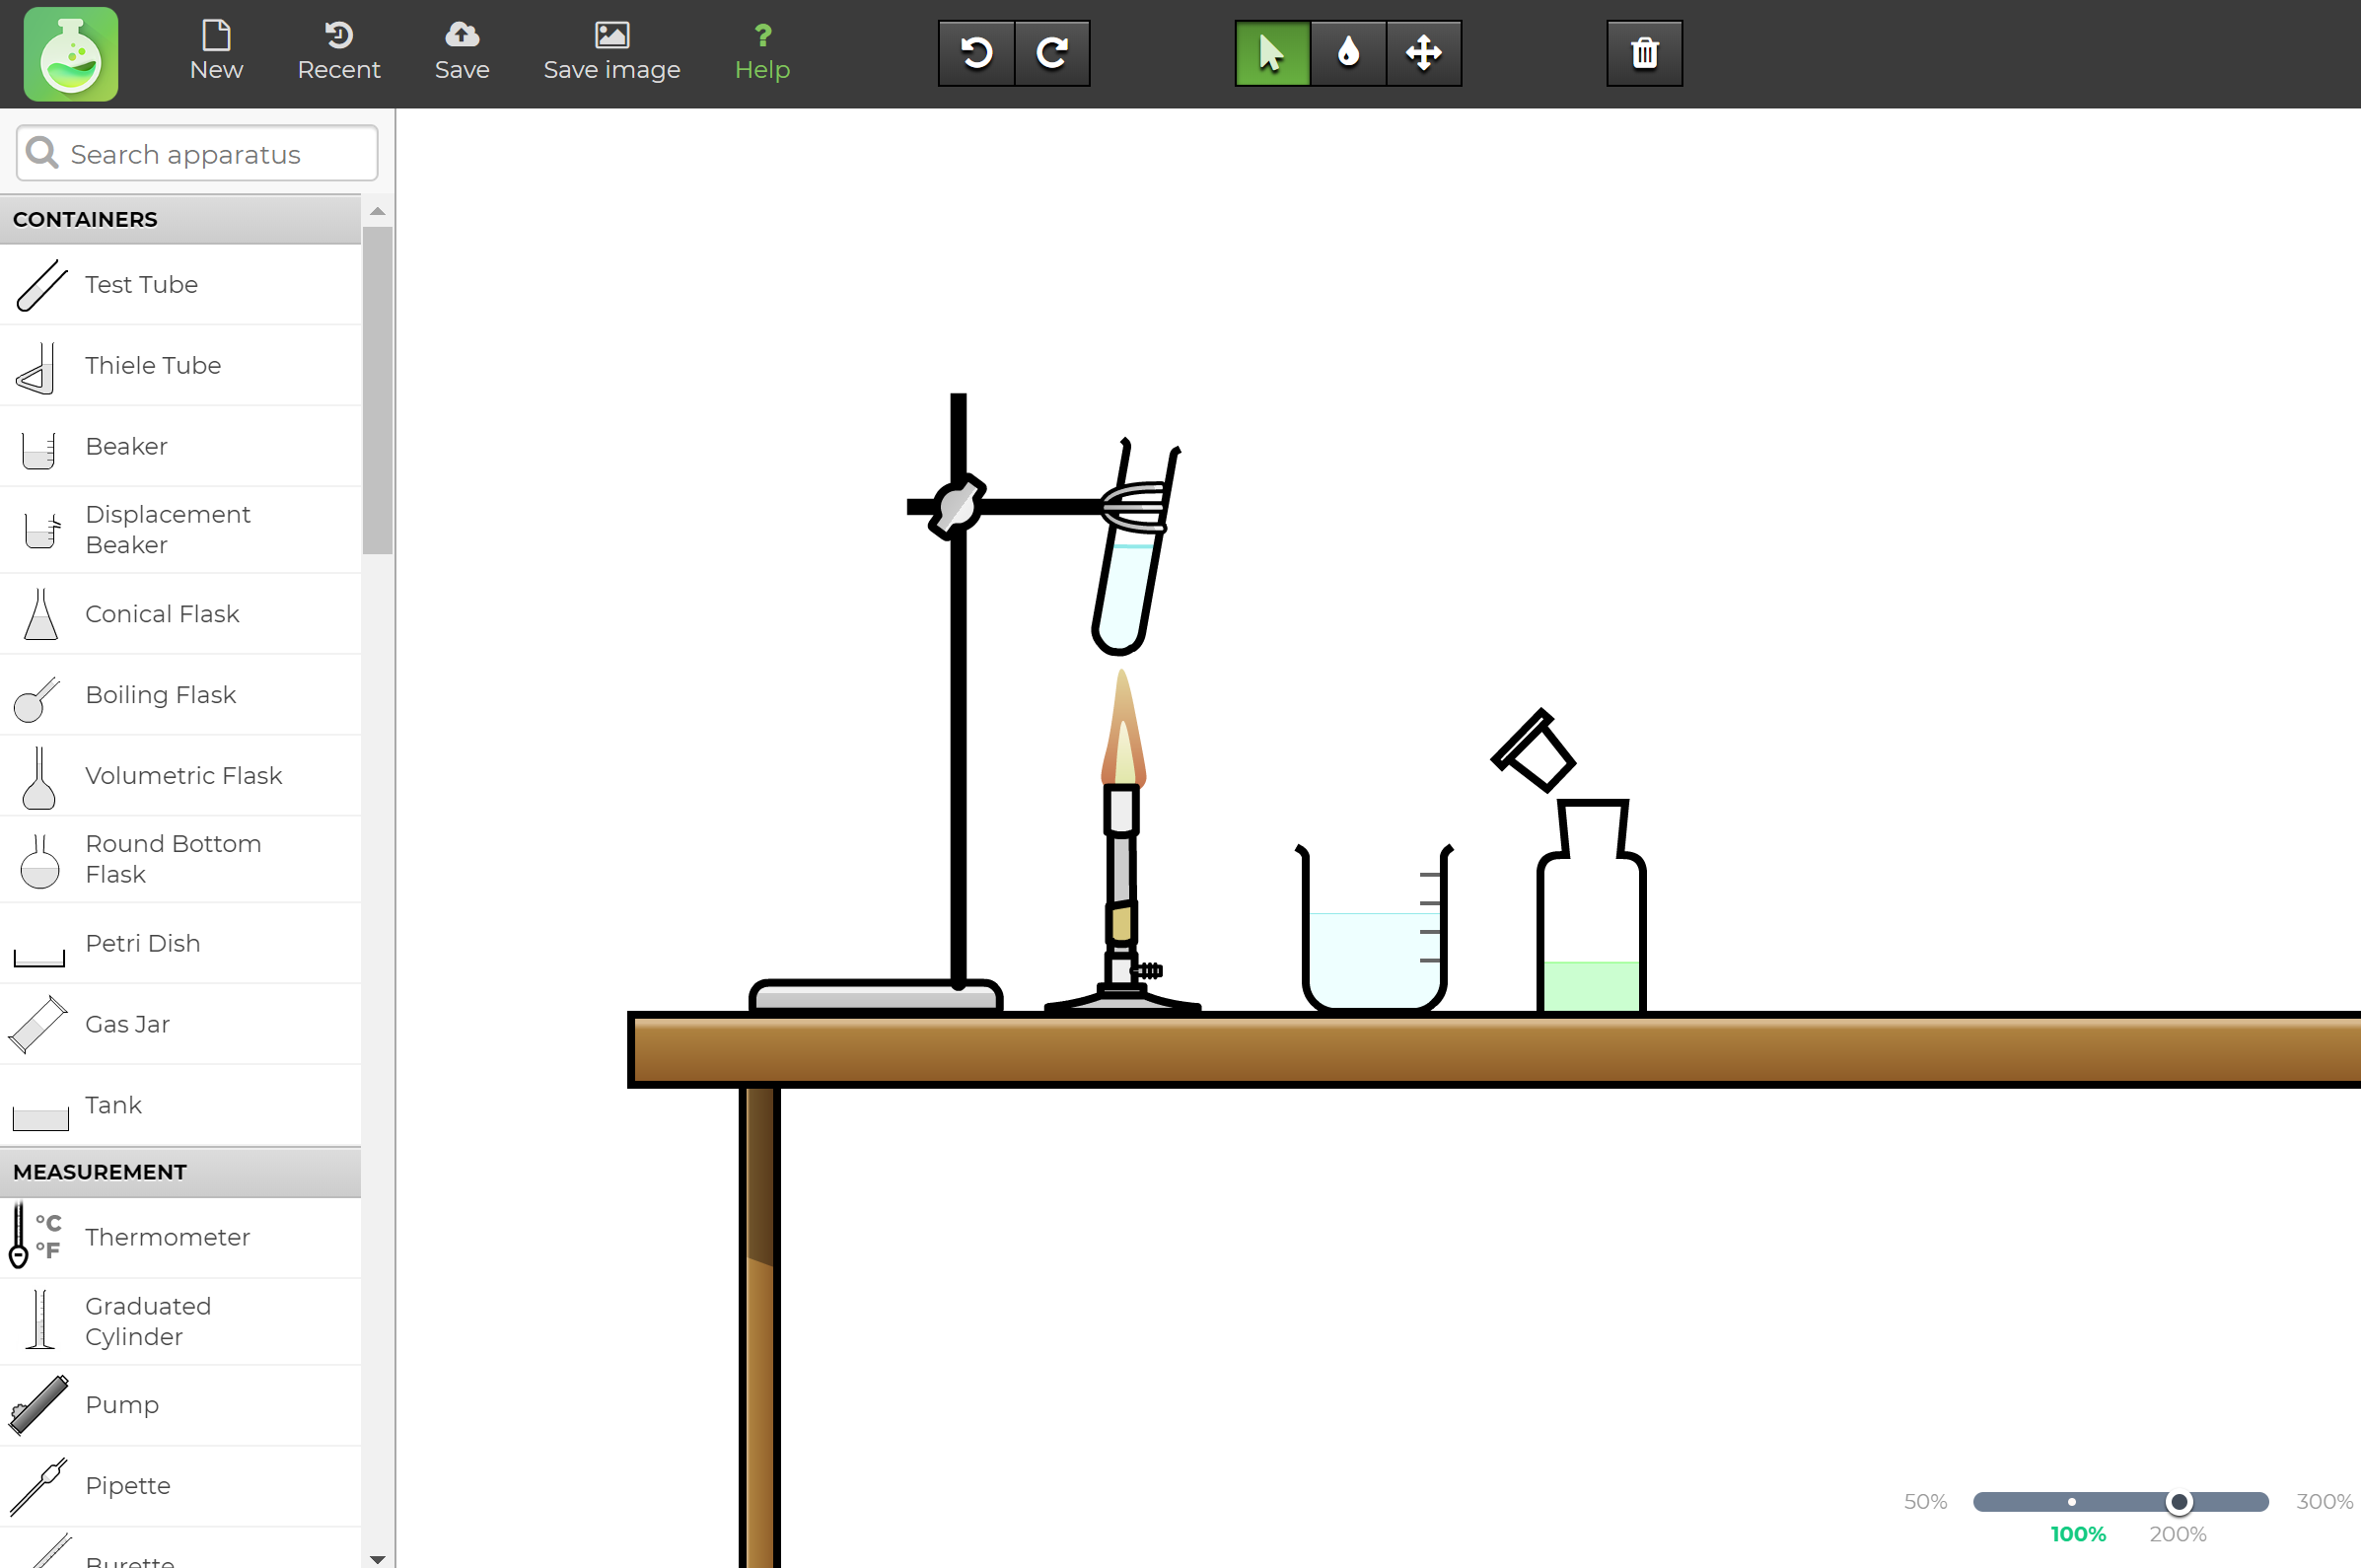 New
Recent
Save
Save image
? Help
Search apparatus
CONTAINERS
Test Tube
Thiele Tube
Beaker
Displacement
Beaker
Conical Flask
Boiling Flask
Volumetric Flask
Round Bottom
Flask
Petri Dish
Gas Jar
Tank
MEASUREMENT
°C
°F
Thermometer
Graduated
Cylinder
Pump
Pipette
Burette
50%
300%
100%
200%